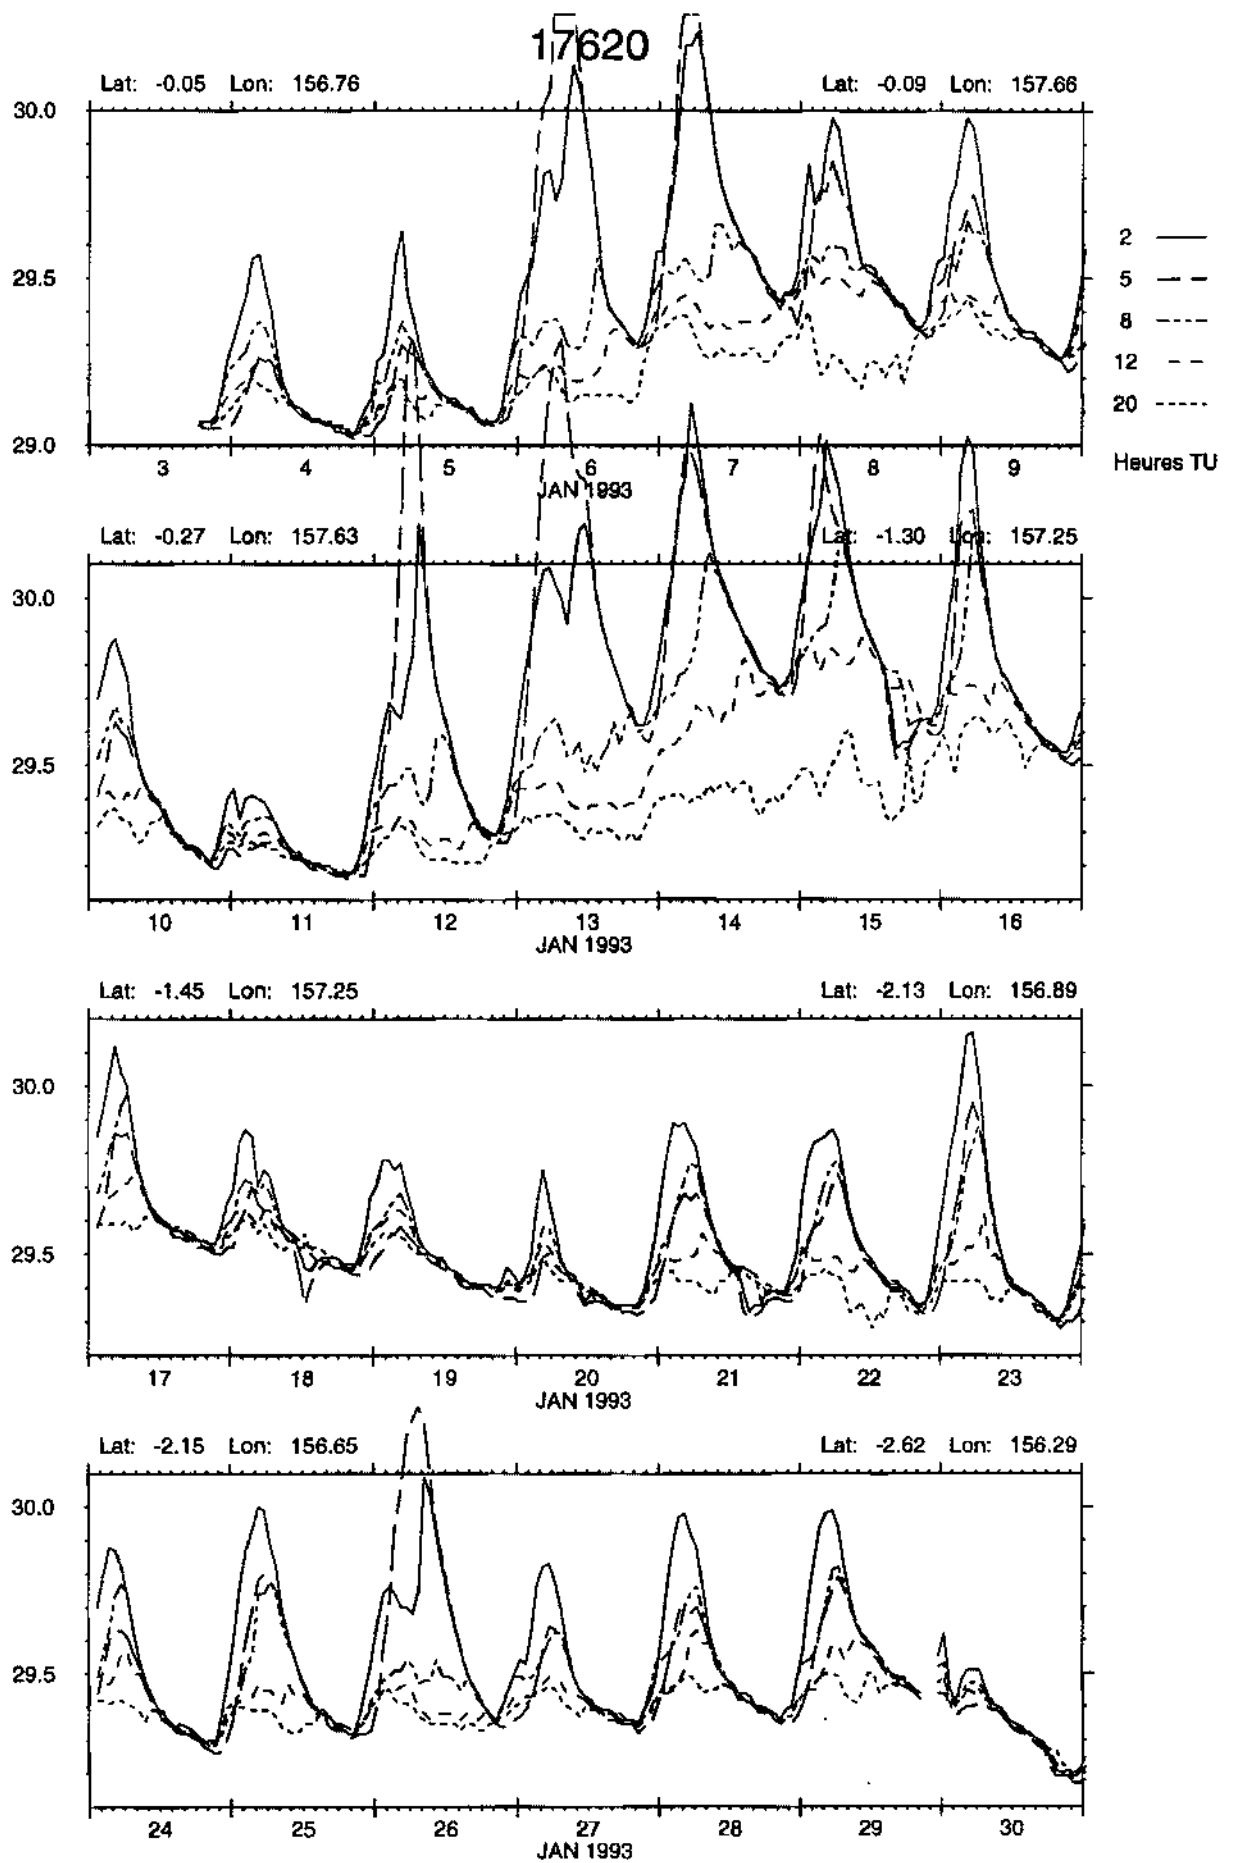 17620
Lat: -0.05 Lon: 156.76 Lat: -0.09 Lon: 157.66
30.0
29.5
29.0
2
5
8
12
20
Heures TU
3 4 5 6 7 8 9
JAN 1993
Lat: -0.27 Lon: 157.63 Lat: -1.30 Lon: 157.25
30.0
29.5
10 11 12 13 14 15 16
JAN 1993
Lat: -1.45 Lon: 157.25 Lat: -2.13 Lon: 156.89
30.0
29.5
17 18 19 20 21 22 23
JAN 1993
Lat: -2.15 Lon: 156.65 Lat: -2.62 Lon: 156.29
30.0
29.5
24 25 26 27 28 29 30
JAN 1993